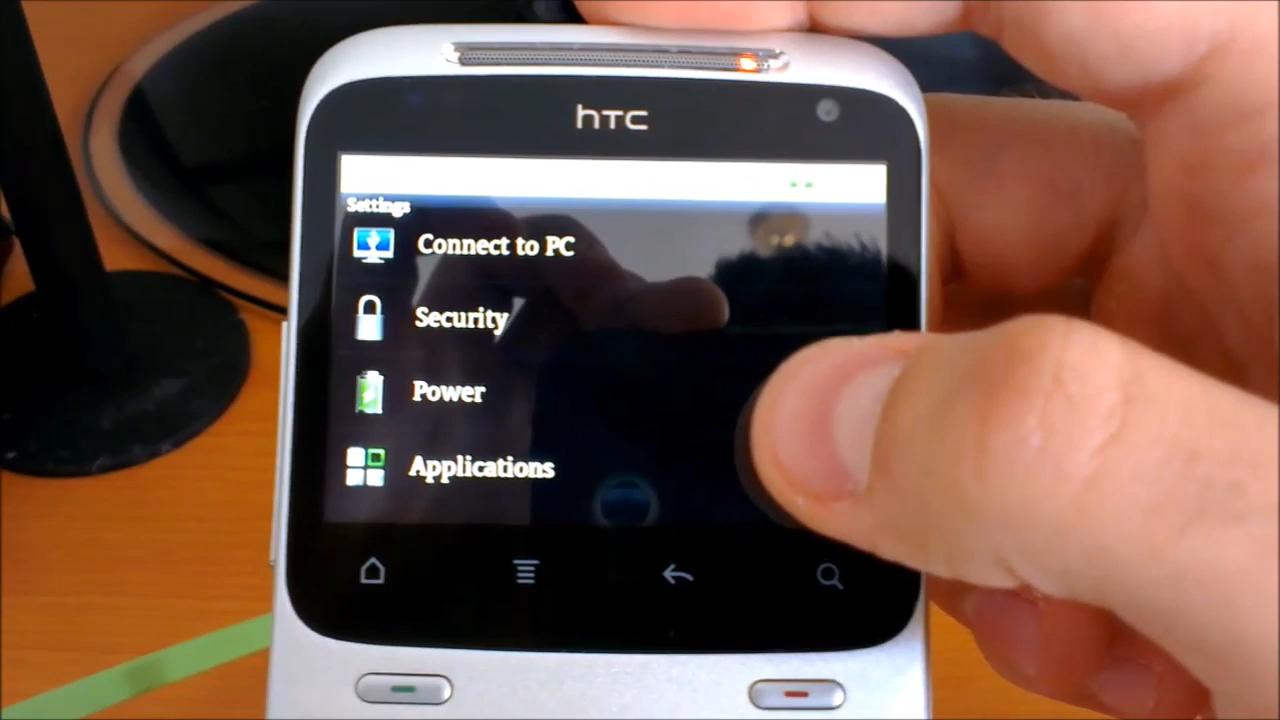 hTC
Settings
Connect to PC
Security
Power
Applications